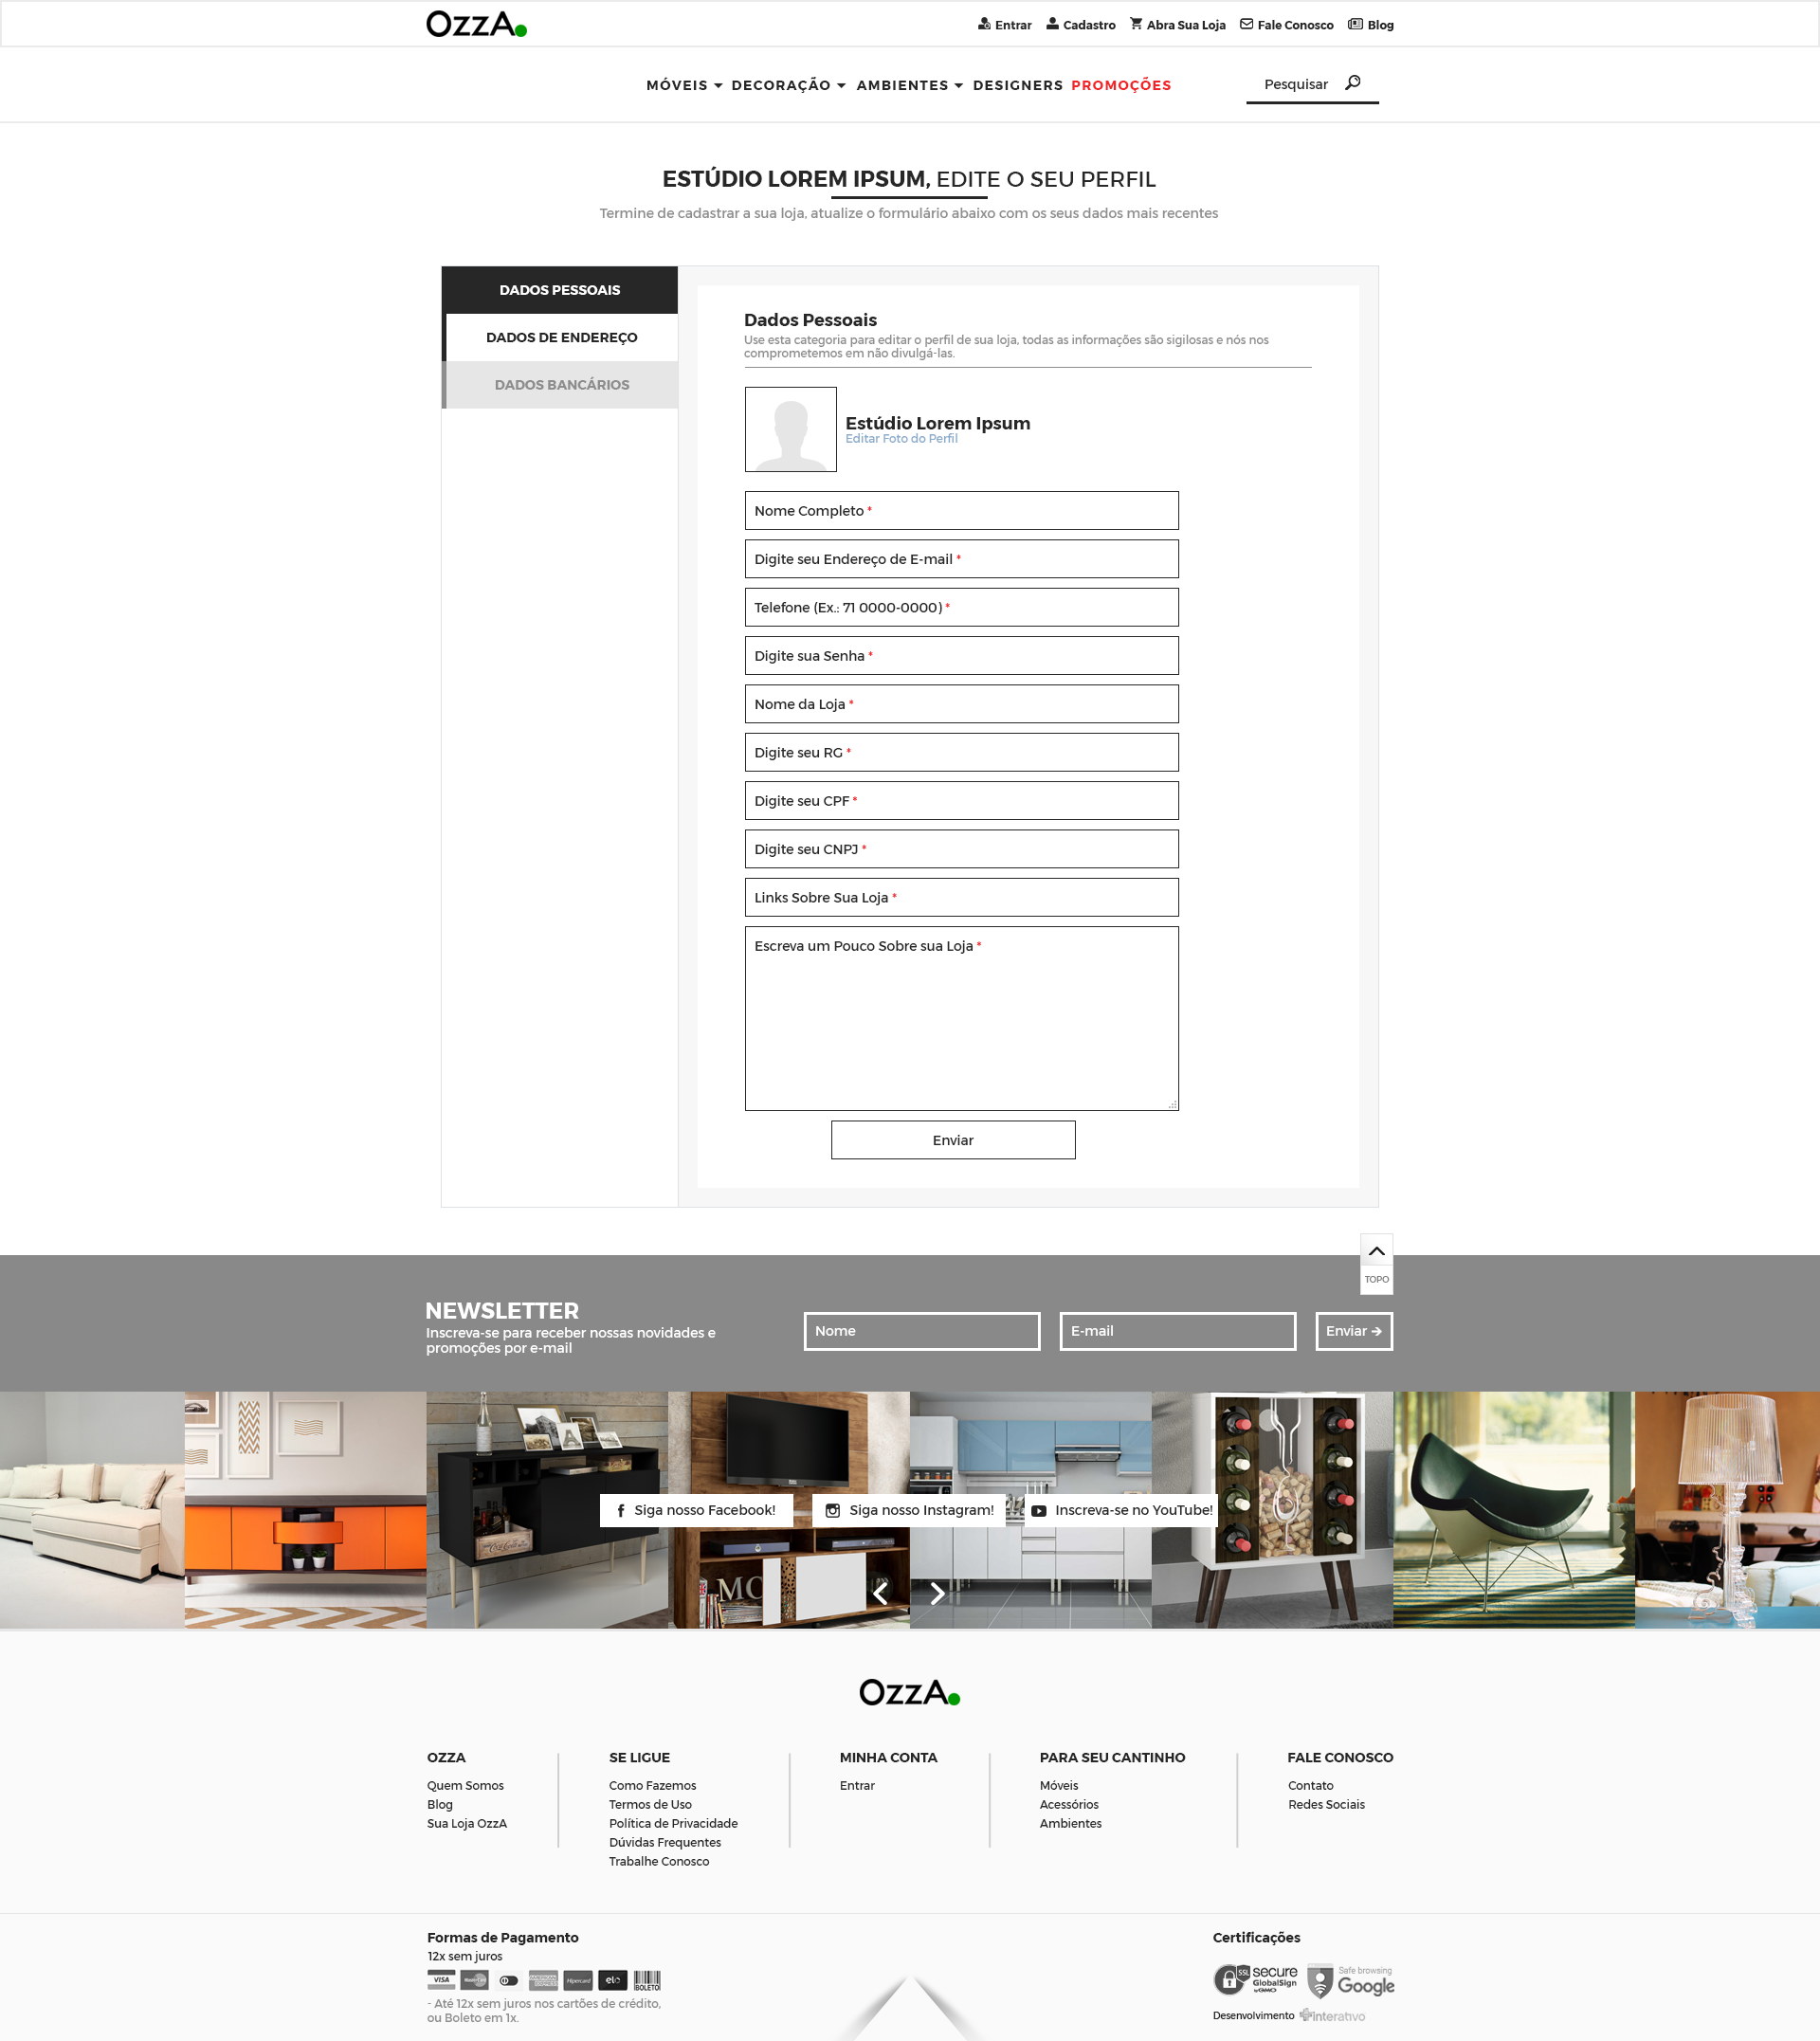 OzzA
Entrar Cadastro Abra Sua Loja Fale Conosco Blog
MÓVEIS DECORAÇÃO AMBIENTES DESIGNERS PROMOÇÕES
Pesquisar
ESTÚDIO LOREM IPSUM, EDITE O SEU PERFIL
Termine de cadastrar a sua loja, atualize o formulário abaixo com os seus dados mais recentes
DADOS PESSOAIS
DADOS DE ENDEREÇO
DADOS BANCÁRIOS
Dados Pessoais
Use esta categoria para editar o perfil de sua loja, todas as informações são sigilosas e nós nos
comprometemos em não divulgá-las.
Estúdio Lorem Ipsum
Editar Foto do Perfil
Nome Completo *
Digite seu Endereço de E-mail *
Telefone (Ex.: 71 0000-0000) *
Digite sua Senha *
Nome da Loja *
Digite seu RG *
Digite seu CPF *
Digite seu CNPJ *
Links Sobre Sua Loja *
Escreva um Pouco Sobre sua Loja *
Enviar
TOPO
NEWSLETTER
Inscreva-se para receber nossas novidades e
promoções por e-mail
Nome
E-mail
Enviar
Siga nosso Facebook!
Siga nosso Instagram!
Inscreva-se no YouTube!
OzzA
OZZA
Quem Somos
Blog
Sua Loja OzzA
SE LIGUE
Como Fazemos
Termos de Uso
Política de Privacidade
Dúvidas Frequentes
Trabalhe Conosco
MINHA CONTA
Entrar
PARA SEU CANTINHO
Móveis
Acessórios
Ambientes
FALE CONOSCO
Contato
Redes Sociais
Formas de Pagamento
12x sem juros
VISA MasterCard AMERICAN EXPRESS Hipercard elo BOLETO
- Até 12x sem juros nos cartões de crédito,
ou Boleto em 1x.
Certificações
SSL secure GlobalSign by GMO
Safe browsing Google
Desenvolvimento interativo